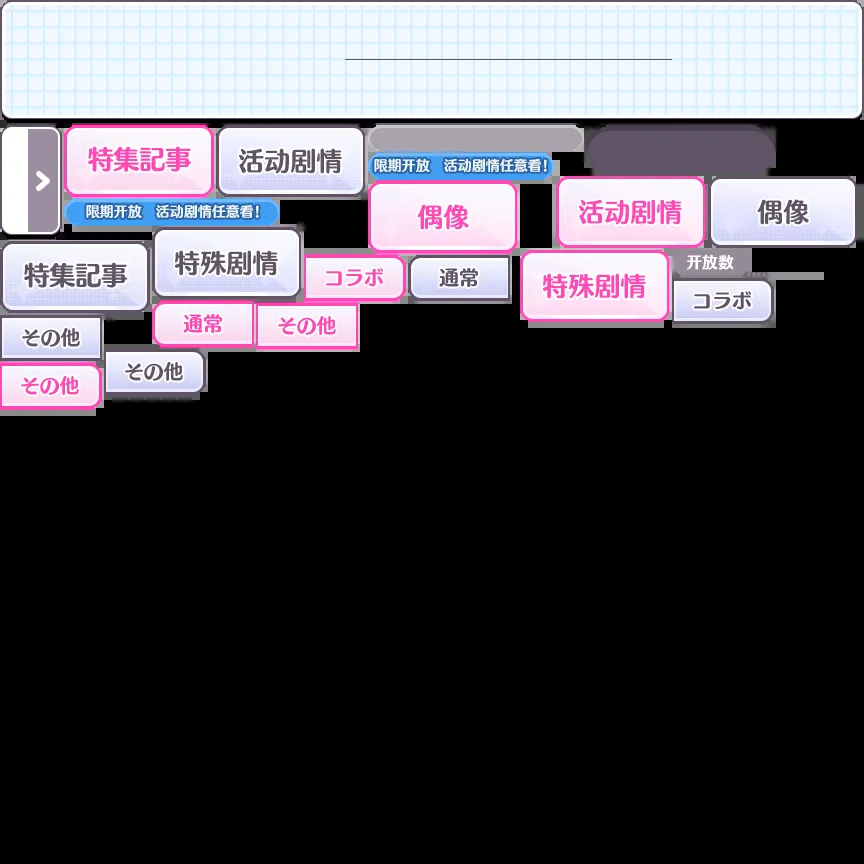 特集記事
活动剧情
限期开放　活动剧情任意看!
限期开放　活动剧情任意看!
偶像
活动剧情
偶像
特集記事
特殊剧情
コラボ
通常
特殊剧情
开放数
コラボ
その他
通常
その他
その他
その他